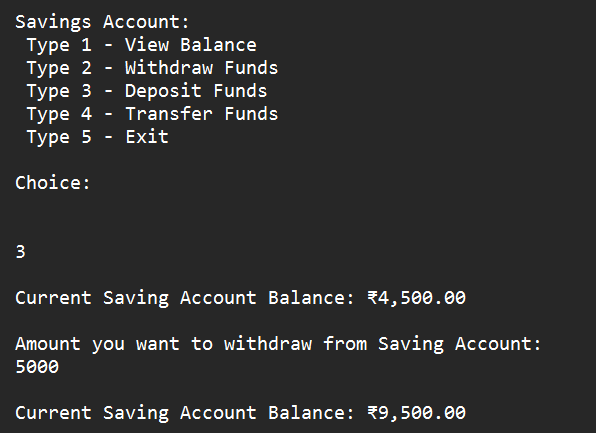 Savings Account:
Type 1 - View Balance
Type 2 - Withdraw Funds
Type 3 - Deposit Funds
Type 4 - Transfer Funds
Type 5 - Exit
Choice:
3
Current Saving Account Balance: ₹4,500.00
Amount you want to withdraw from Saving Account:
5000
Current Saving Account Balance: ₹9,500.00